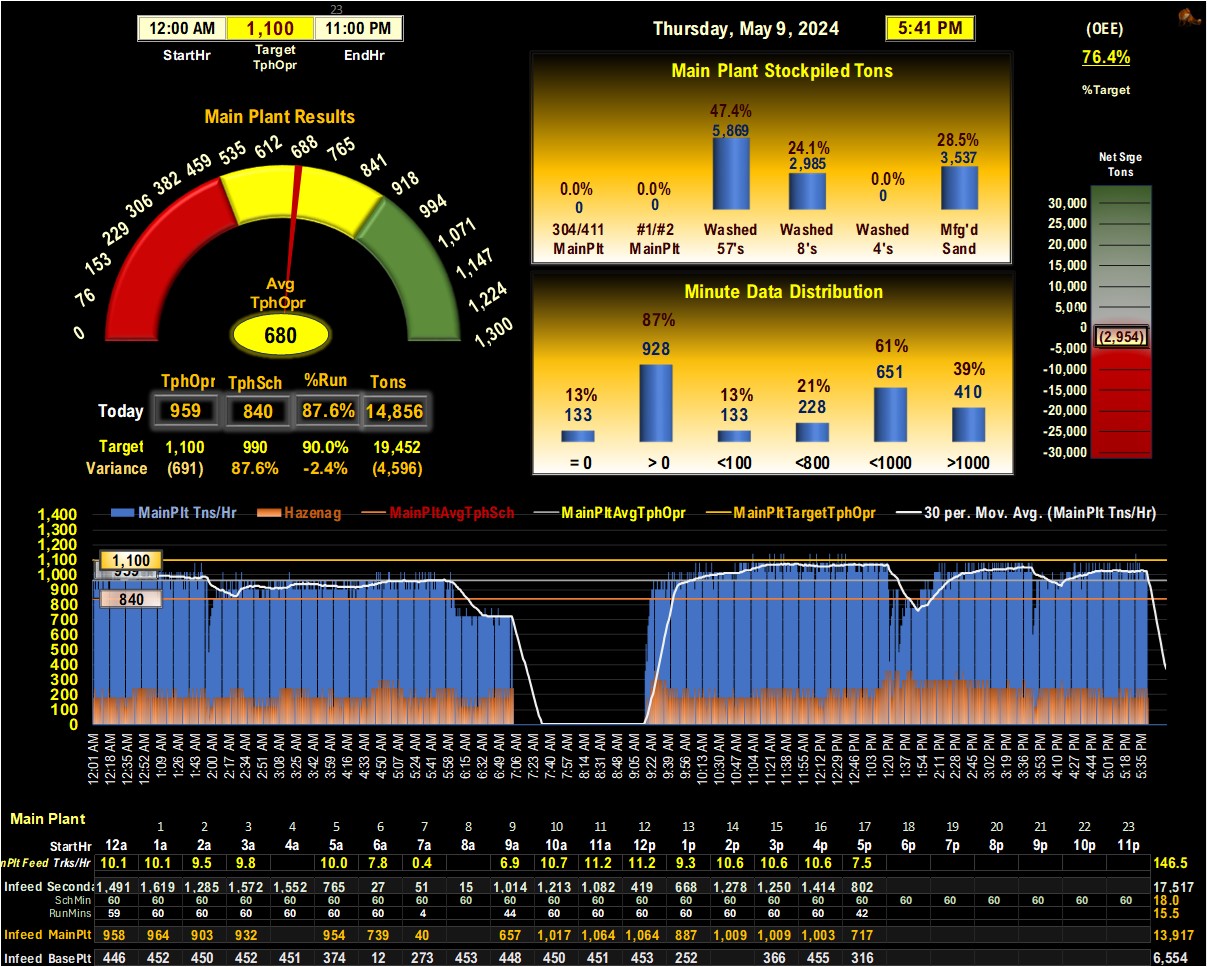 23
12:00 AM 1,100 11:00 PM
StartHr Target TphOpr EndHr
Thursday, May 9, 2024 5:41 PM
(OEE)
76.4%
%Target
Main Plant Results
0 76 153 229 306 382 459 535 612 688 765 841 918 994 1,071 1,147 1,224 1,300
Avg
TphOpr
680
TphOpr TphSch %Run Tons
Today 959 840 87.6% 14,856
Target 1,100 990 90.0% 19,452
Variance (691) 87.6% -2.4% (4,596)
Main Plant Stockpiled Tons
0.0% 0.0% 47.4% 24.1% 0.0% 28.5%
0 0 5,869 2,985 0 3,537
304/411 #1/#2 Washed Washed Washed Mfg'd
MainPlt MainPlt 57's 8's 4's Sand
Minute Data Distribution
13% 87% 13% 21% 61% 39%
133 928 133 228 651 410
= 0 > 0 <100 <800 <1000 >1000
Net Srge
Tons
30,000
25,000
20,000
15,000
10,000
5,000
0
(2,954)
-5,000
-10,000
-15,000
-20,000
-25,000
-30,000
MainPlt Tns/Hr Hazenag MainPltAvgTphSch MainPltAvgTphOpr MainPltTargetTphOpr 30 per. Mov. Avg. (MainPlt Tns/Hr)
1,400
1,300
1,200
1,100
1,000
900
800
700
600
500
400
300
200
100
0
1,100
959
840
12:01 AM 12:18 AM 12:35 AM 12:52 AM 1:09 AM 1:26 AM 1:43 AM 2:00 AM 2:17 AM 2:34 AM 2:51 AM 3:08 AM 3:25 AM 3:42 AM 3:59 AM 4:16 AM 4:33 AM 4:50 AM 5:07 AM 5:24 AM 5:41 AM 5:58 AM 6:15 AM 6:32 AM 6:49 AM 7:06 AM 7:23 AM 7:40 AM 7:57 AM 8:14 AM 8:31 AM 8:48 AM 9:05 AM 9:22 AM 9:39 AM 9:56 AM 10:13 AM 10:30 AM 10:47 AM 11:04 AM 11:21 AM 11:38 AM 11:55 AM 12:12 PM 12:29 PM 12:46 PM 1:03 PM 1:20 PM 1:37 PM 1:54 PM 2:11 PM 2:28 PM 2:45 PM 3:02 PM 3:19 PM 3:36 PM 3:53 PM 4:10 PM 4:27 PM 4:44 PM 5:01 PM 5:18 PM 5:35 PM
Main Plant
1 2 3 4 5 6 7 8 9 10 11 12 13 14 15 16 17 18 19 20 21 22 23
StartHr 12a 1a 2a 3a 4a 5a 6a 7a 8a 9a 10a 11a 12p 1p 2p 3p 4p 5p 6p 7p 8p 9p 10p 11p
nPlt Feed Trks/Hr 10.1 10.1 9.5 9.8 10.0 7.8 0.4 6.9 10.7 11.2 11.2 9.3 10.6 10.6 10.6 7.5 146.5
Infeed Seconda 1,491 1,619 1,285 1,572 1,552 765 27 51 15 1,014 1,213 1,082 419 668 1,278 1,250 1,414 802 17,517
SchMin 60 60 60 60 60 60 60 60 60 60 60 60 60 60 60 60 60 60 60 60 60 60 60 60 18.0
RunMins 59 60 60 60 60 60 60 4 44 60 60 60 60 60 60 60 42 15.5
Infeed MainPlt 958 964 903 932 954 739 40 657 1,017 1,064 1,064 887 1,009 1,009 1,003 717 13,917
Infeed BasePlt 446 452 450 452 451 374 12 273 453 448 450 451 453 252 366 455 316 6,554